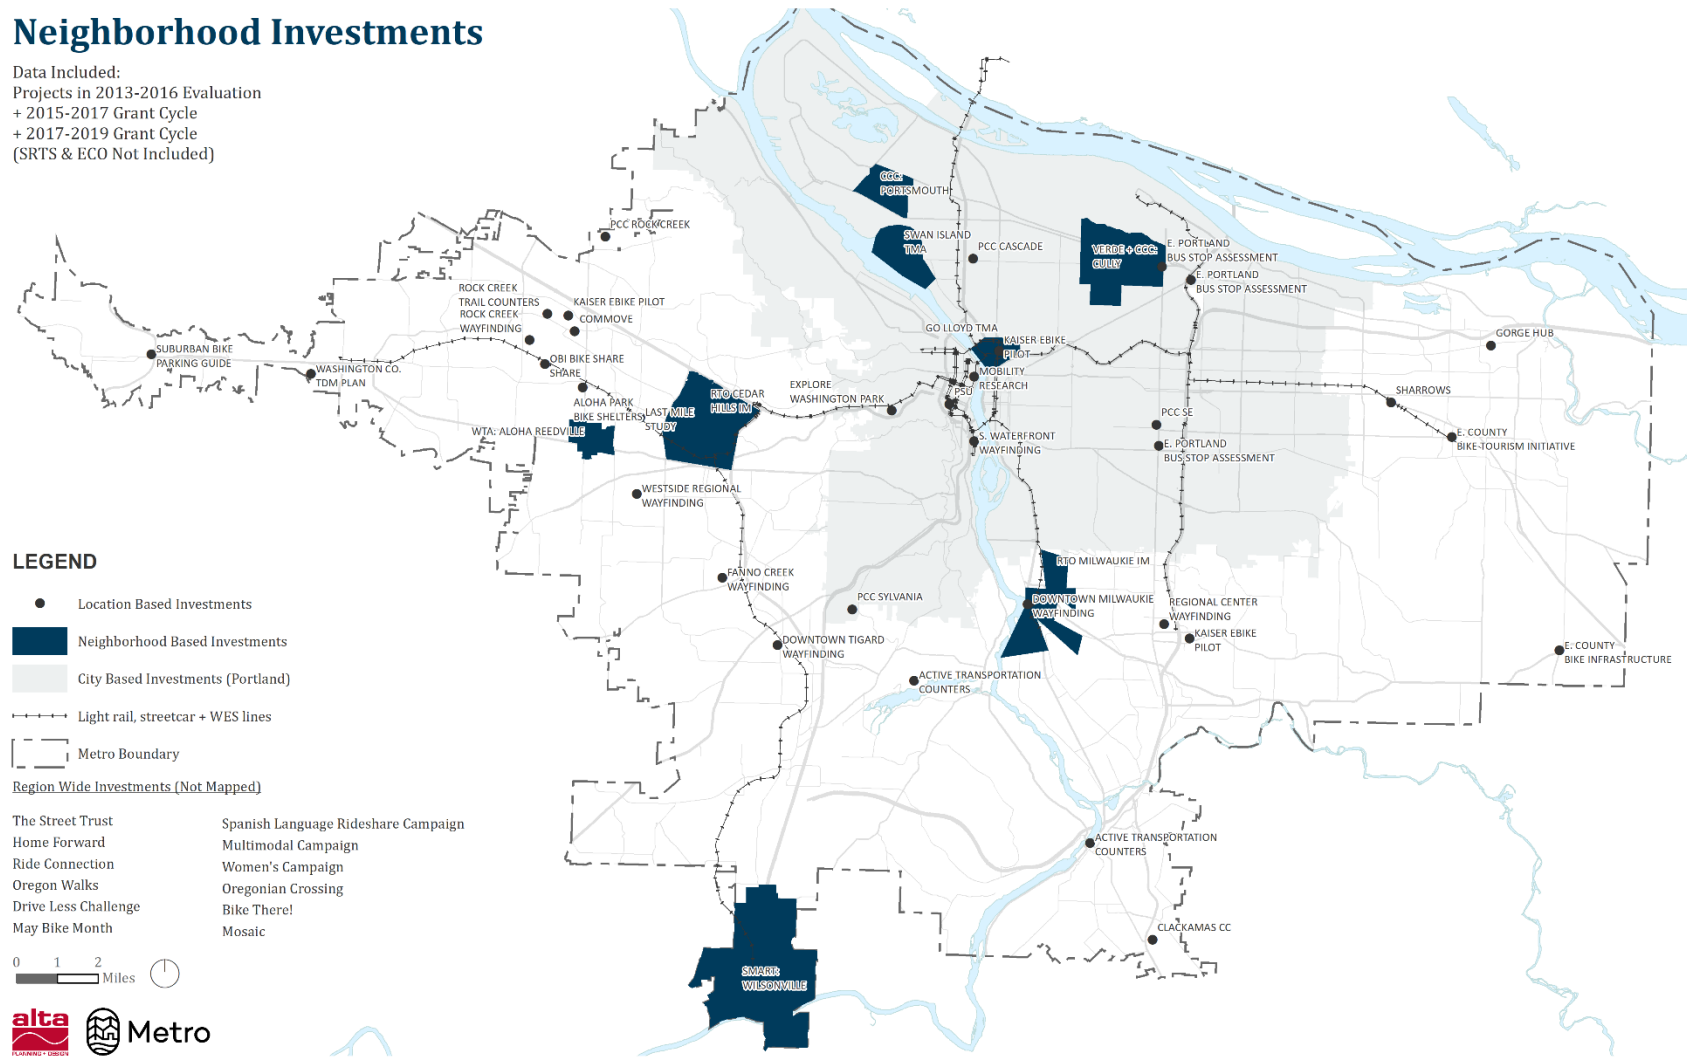 Neighborhood Investments
Data Included:
Projects in 2013-2016 Evaluation
+ 2015-2017 Grant Cycle
+ 2017-2019 Grant Cycle
(SRTS & ECO Not Included)
CCC:
PORTSMOUTH
SWAN ISLAND
TMA
PCC CASCADE
VERDE + CCC:
CULLY
E. PORTLAND
BUS STOP ASSESSMENT
E. PORTLAND
BUS STOP ASSESSMENT
PCC ROCK CREEK
ROCK CREEK
TRAIL COUNTERS
ROCK CREEK
WAYFINDING
KAISER EBIKE PILOT
COMMOVE
SUBURBAN BIKE
PARKING GUIDE
WASHINGTON CO.
TDM PLAN
OBI BIKE SHARE
SHARE
ALOHA PARK
BIKE SHELTERS
WTA: ALOHA REEDVILLE
LAST MILE
STUDY
RTO CEDAR
HILLS IM
EXPLORE
WASHINGTON PARK
GO LLOYD TMA
KAISER EBIKE
PILOT
MOBILITY
RESEARCH
PSU
S. WATERFRONT
WAYFINDING
GORGE HUB
SHARROWS
PCC SE
E. PORTLAND
BUS STOP ASSESSMENT
E. COUNTY
BIKE TOURISM INITIATIVE
WESTSIDE REGIONAL
WAYFINDING
FANNO CREEK
WAYFINDING
PCC SYLVANIA
DOWNTOWN TIGARD
WAYFINDING
RTO MILWAUKIE IM
DOWNTOWN MILWAUKIE
WAYFINDING
REGIONAL CENTER
WAYFINDING
KAISER EBIKE
PILOT
E. COUNTY
BIKE INFRASTRUCTURE
ACTIVE TRANSPORTATION
COUNTERS
ACTIVE TRANSPORTATION
COUNTERS
CLACKAMAS CC
SMART:
WILSONVILLE
LEGEND
Location Based Investments
Neighborhood Based Investments
City Based Investments (Portland)
Light rail, streetcar + WES lines
Metro Boundary
Region Wide Investments (Not Mapped)
The Street Trust
Home Forward
Ride Connection
Oregon Walks
Drive Less Challenge
May Bike Month
Spanish Language Rideshare Campaign
Multimodal Campaign
Women's Campaign
Oregonian Crossing
Bike There!
Mosaic
0 1 2
Miles
alta
PLANNING + DESIGN
Metro